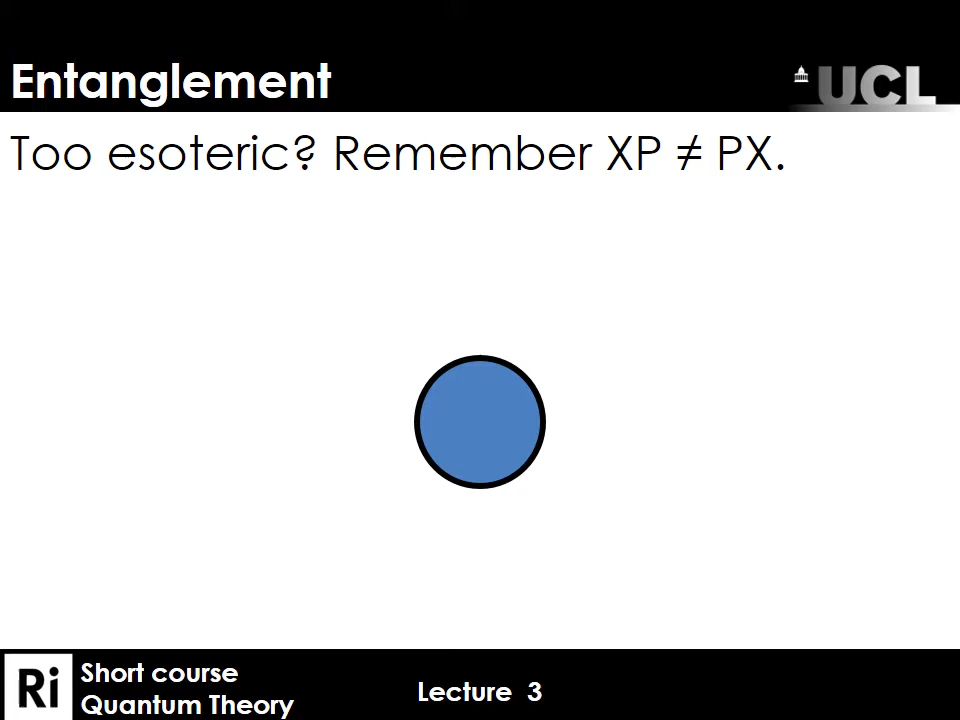 Entanglement
UCL
Too esoteric? Remember XP ≠ PX.
Ri
Short course
Quantum Theory
Lecture 3